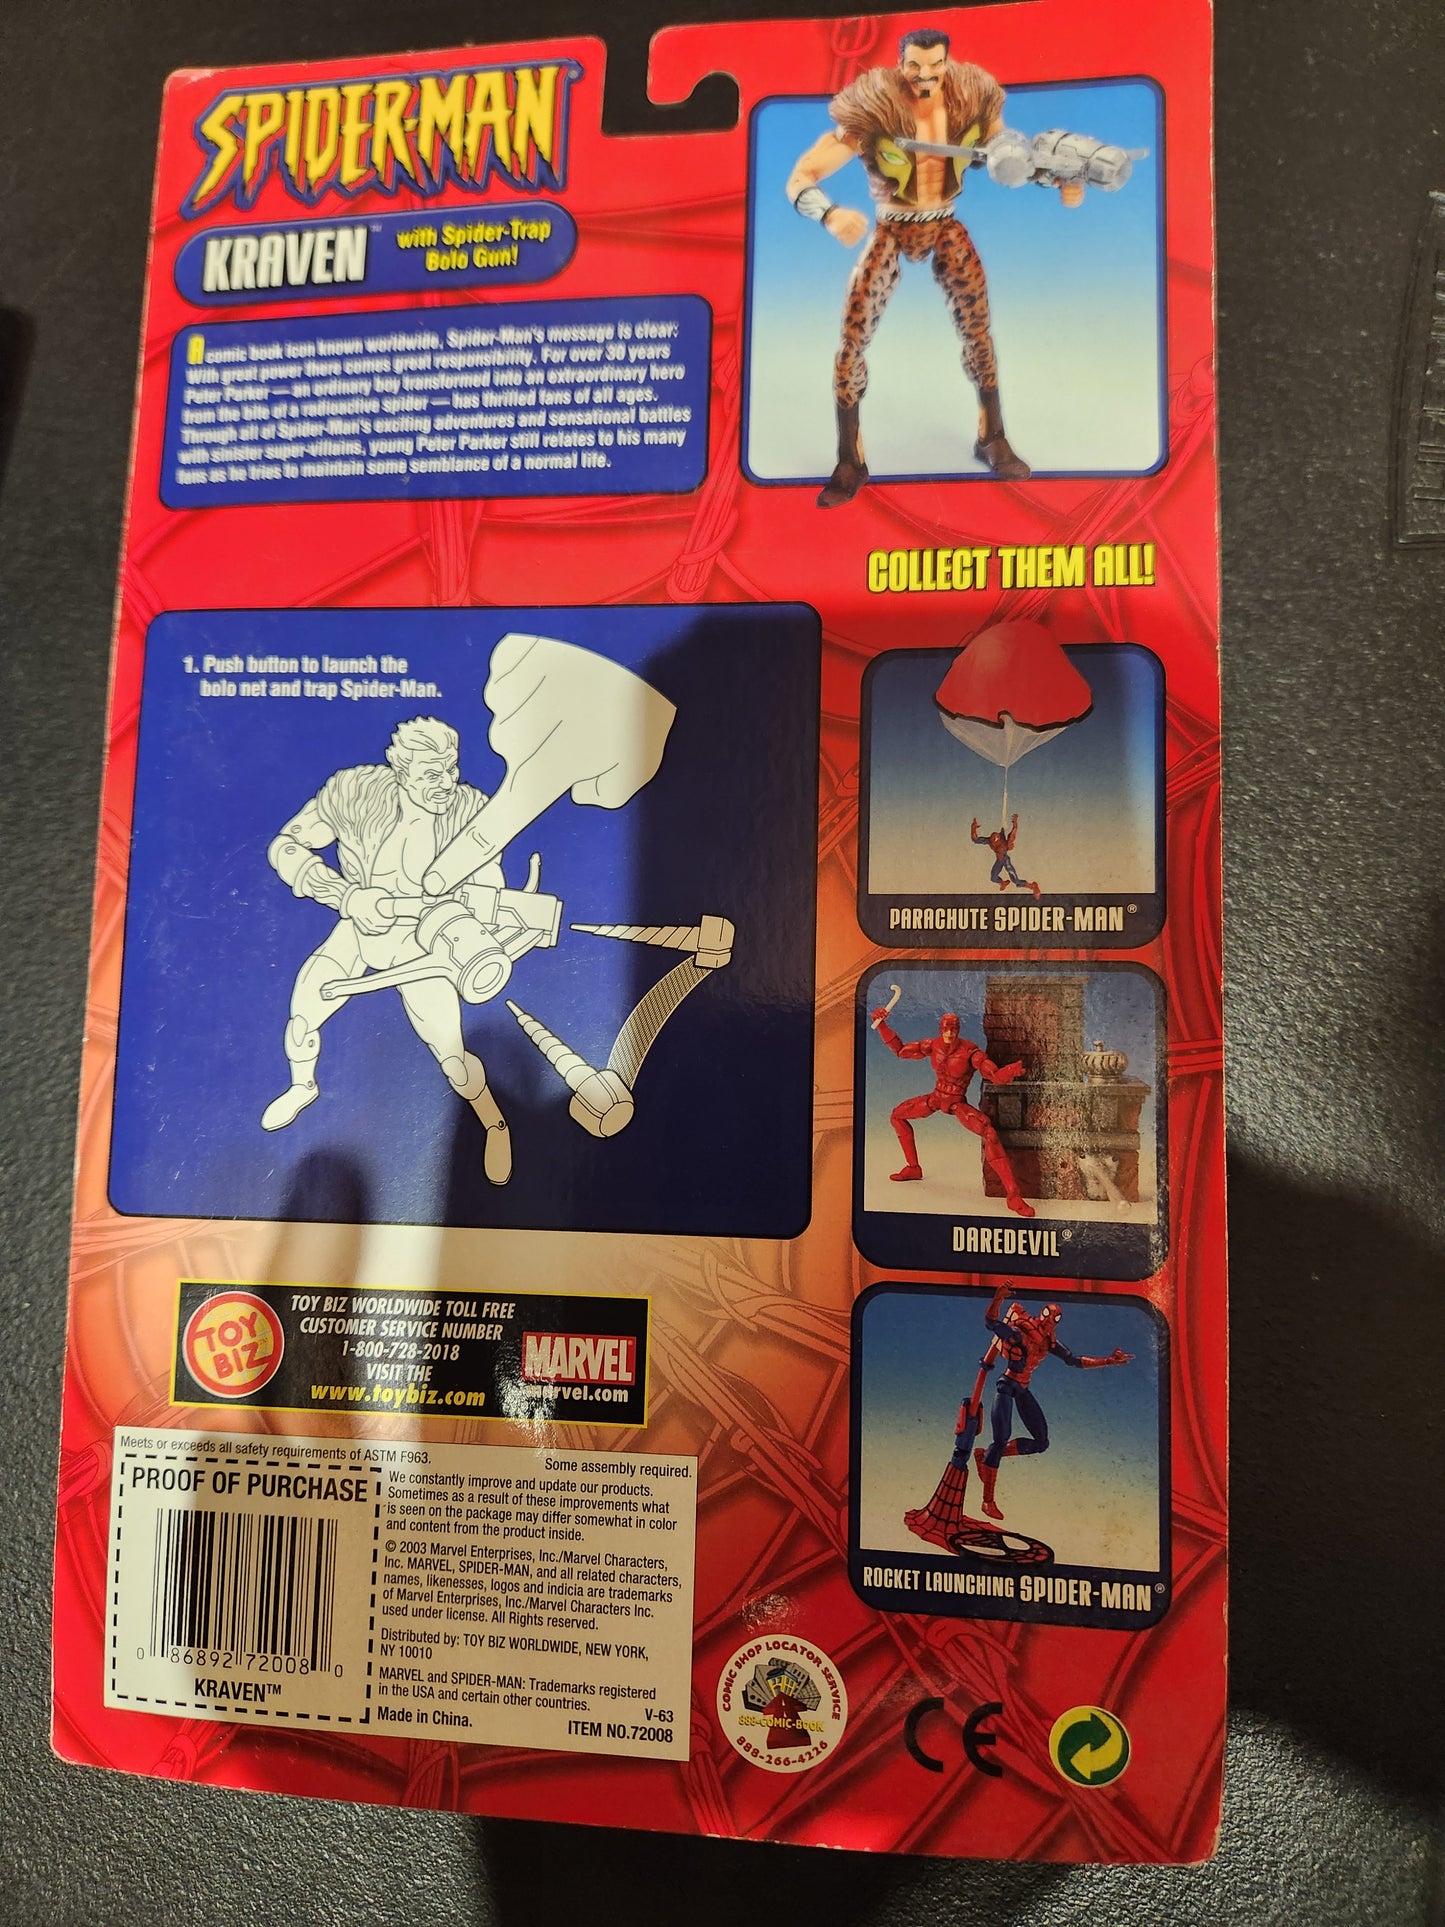 SPIDER-MAN
KRAVEN™
with Spider-Trap
Bolo Gun!
A comic book icon known worldwide, Spider-Man's message is clear:
With great power there comes great responsibility. For over 30 years
Peter Parker — an ordinary boy transformed into an extraordinary hero
from the bite of a radioactive spider — has thrilled fans of all ages.
Through all of Spider-Man's exciting adventures and sensational battles
with sinister super-villains, young Peter Parker still relates to his many
fans as he tries to maintain some semblance of a normal life.
COLLECT THEM ALL!
1. Push button to launch the
bolo net and trap Spider-Man.
PARACHUTE SPIDER-MAN®
DAREDEVIL®
ROCKET LAUNCHING SPIDER-MAN®
TOY
BIZ
TOY BIZ WORLDWIDE TOLL FREE
CUSTOMER SERVICE NUMBER
1-800-728-2018
VISIT THE
www.toybiz.com
MARVEL
marvel.com
Meets or exceeds all safety requirements of ASTM F963.
Some assembly required.
PROOF OF PURCHASE
0 86892 72008 0
KRAVEN™
We constantly improve and update our products.
Sometimes as a result of these improvements what
is seen on the package may differ somewhat in color
and content from the product inside.
© 2003 Marvel Enterprises, Inc./Marvel Characters,
Inc. MARVEL, SPIDER-MAN, and all related characters,
names, likenesses, logos and indicia are trademarks
of Marvel Enterprises, Inc./Marvel Characters Inc.
used under license. All Rights reserved.
Distributed by: TOY BIZ WORLDWIDE, NEW YORK,
NY 10010
MARVEL and SPIDER-MAN: Trademarks registered
in the USA and certain other countries.
Made in China.
V-63
ITEM NO.72008
COMIC SHOP LOCATOR SERVICE
888-COMIC-BOOK
888-266-4226
CE